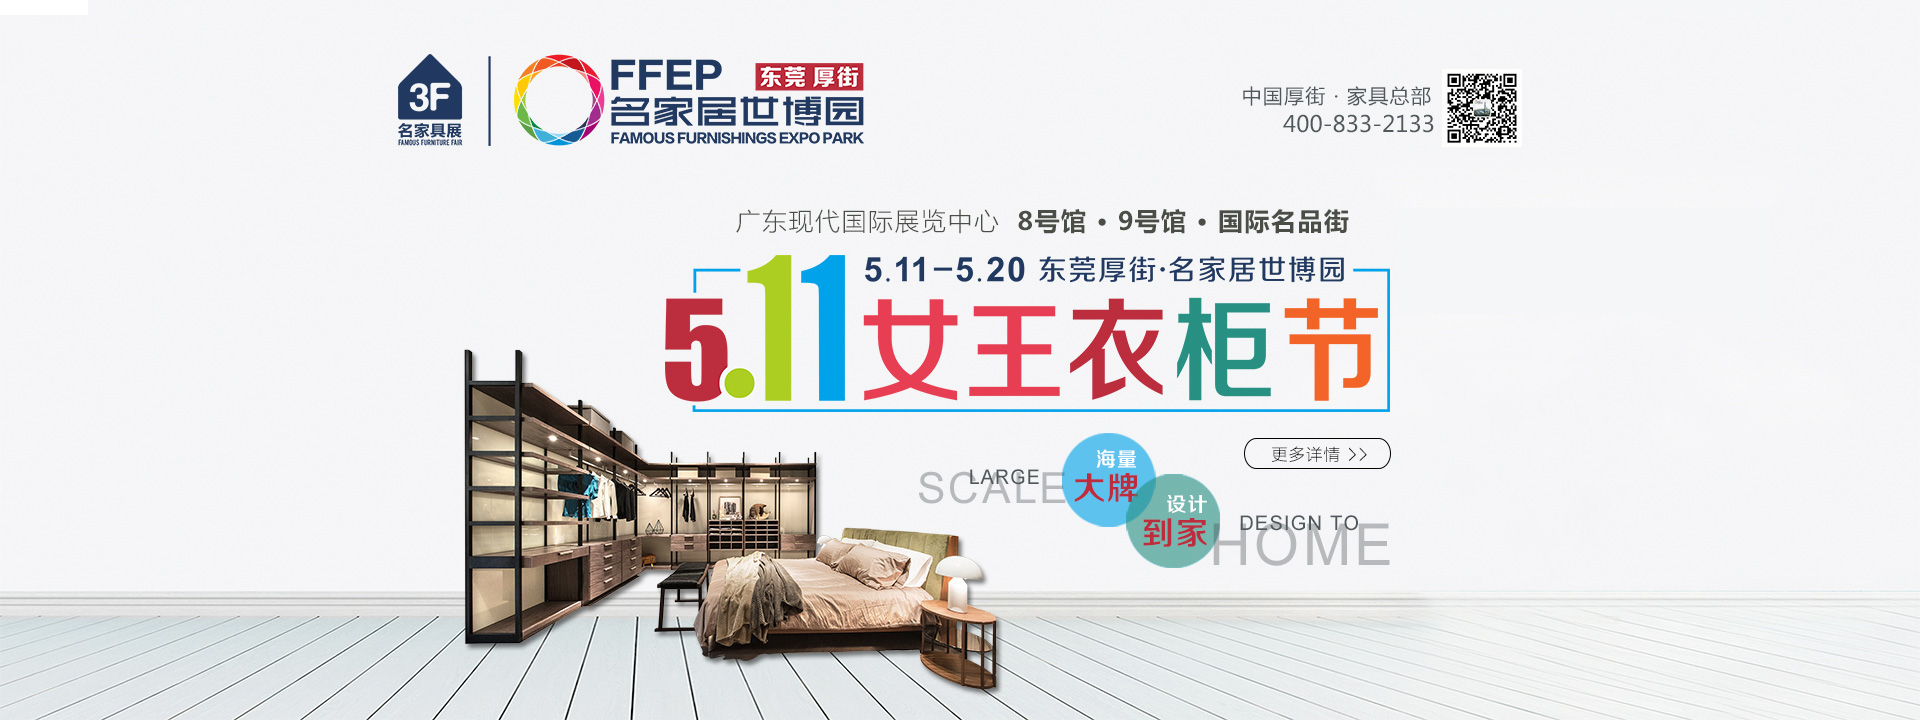 3F
名家具展
FAMOUS FURNITURE FAIR
FFEP 东莞 厚街
名家居世博园
FAMOUS FURNISHINGS EXPO PARK
中国厚街·家具总部
400-833-2133
广东现代国际展览中心 8号馆·9号馆·国际名品街
5.11-5.20 东莞厚街·名家居世博园
5.11女王衣柜节
更多详情 >>
LARGE
SCALE
海量
大牌
设计
到家
DESIGN TO
HOME